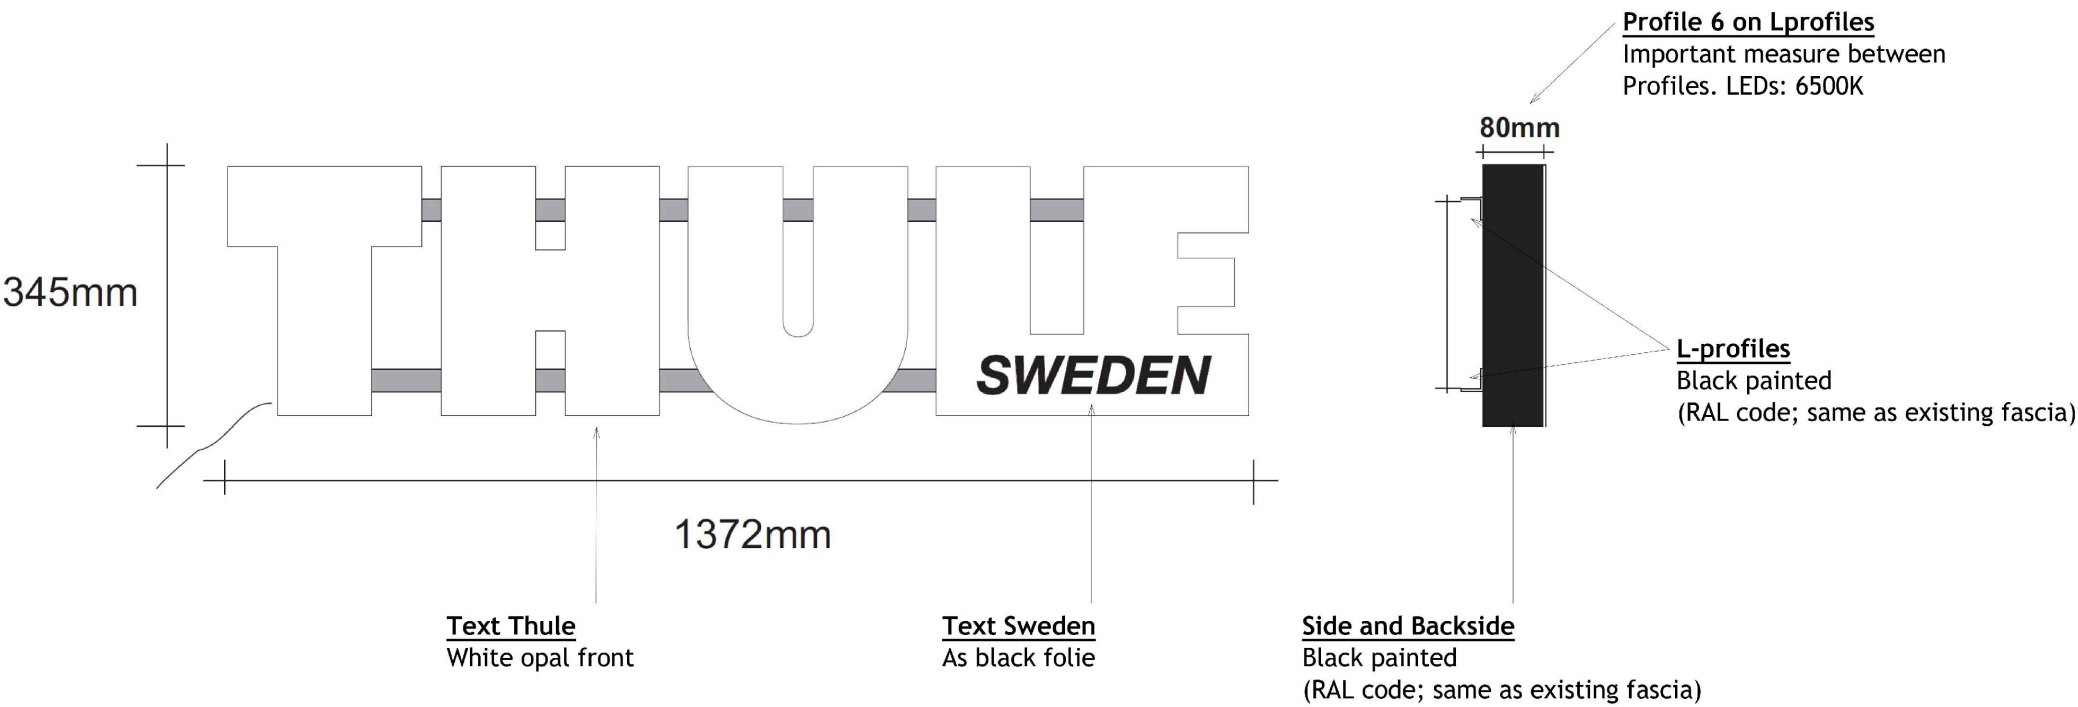 Profile 6 on Lprofiles
Important measure between
Profiles. LEDs: 6500K
80mm
345mm
THULE
SWEDEN
L-profiles
Black painted
(RAL code; same as existing fascia)
1372mm
Text Thule
White opal front
Text Sweden
As black folie
Side and Backside
Black painted
(RAL code; same as existing fascia)